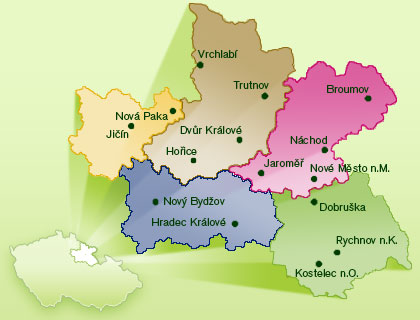 Vrchlabí
Trutnov
Broumov
Nová Paka
Jičín
Dvůr Králové
Hořice
Náchod
Jaroměř
Nové Město n.M.
Nový Bydžov
Dobruška
Hradec Králové
Rychnov n.K.
Kostelec n.O.